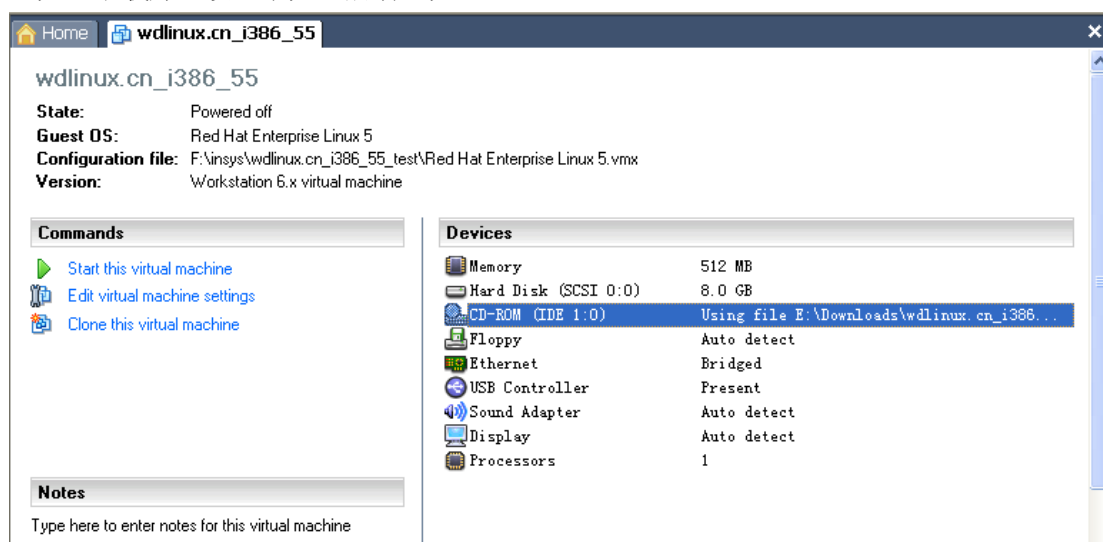 Home
wdlinux.cn_i386_55
wdlinux.cn_i386_55
State: Powered off
Guest OS: Red Hat Enterprise Linux 5
Configuration file: F:\insys\wdlinux.cn_i386_55_test\Red Hat Enterprise Linux 5.vmx
Version: Workstation 6.x virtual machine
Commands
Start this virtual machine
Edit virtual machine settings
Clone this virtual machine
Devices
Memory 512 MB
Hard Disk (SCSI 0:0) 8.0 GB
CD-ROM (IDE 1:0) Using file E:\Downloads\wdlinux.cn_i386...
Floppy Auto detect
Ethernet Bridged
USB Controller Present
Sound Adapter Auto detect
Display Auto detect
Processors 1
Notes
Type here to enter notes for this virtual machine